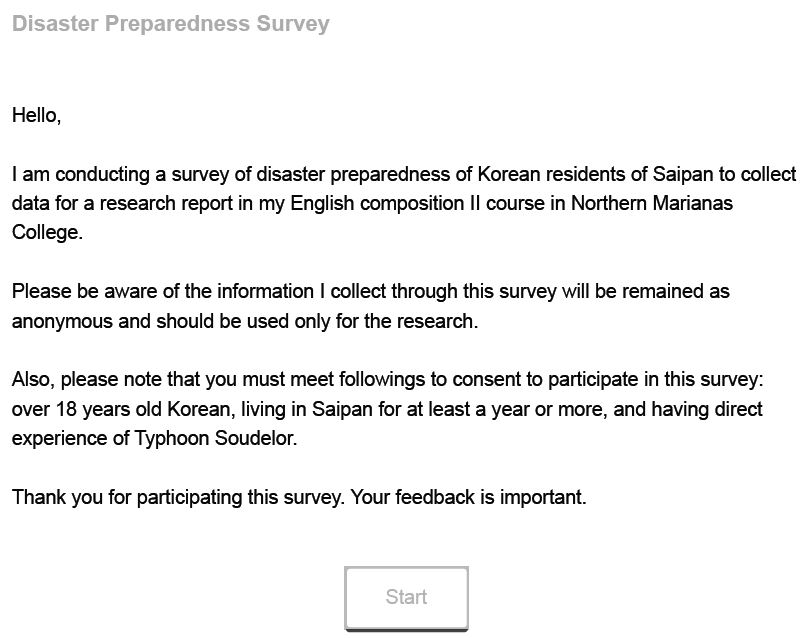 Disaster Preparedness Survey
Hello,
I am conducting a survey of disaster preparedness of Korean residents of Saipan to collect
data for a research report in my English composition II course in Northern Marianas
College.
Please be aware of the information I collect through this survey will be remained as
anonymous and should be used only for the research.
Also, please note that you must meet followings to consent to participate in this survey:
over 18 years old Korean, living in Saipan for at least a year or more, and having direct
experience of Typhoon Soudelor.
Thank you for participating this survey. Your feedback is important.
Start